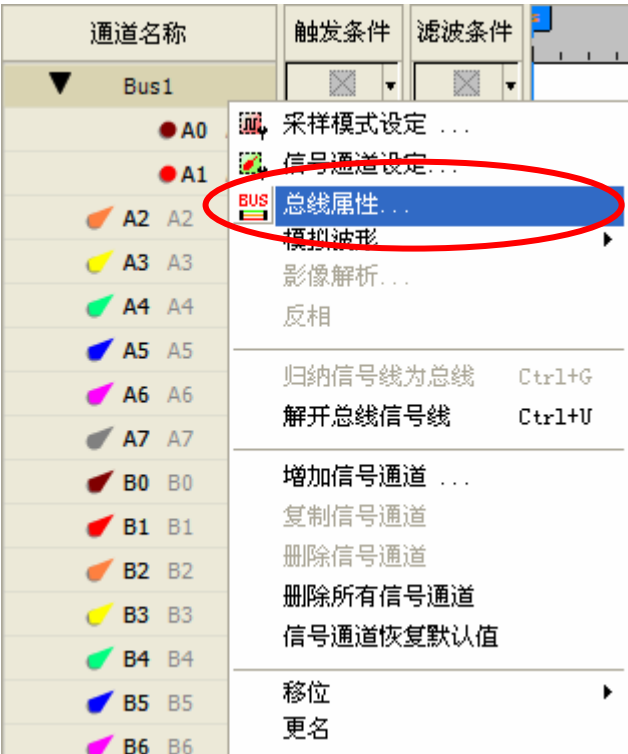 通道名称 触发条件 滤波条件
Bus1
A0
A1
A2 A2
A3 A3
A4 A4
A5 A5
A6 A6
A7 A7
B0 B0
B1 B1
B2 B2
B3 B3
B4 B4
B5 B5
B6 B6
采样模式设定 ...
信号通道设定...
BUS 总线属性...
模拟波形
影像解析...
反相
归纳信号线为总线 Ctrl+G
解开总线信号线 Ctrl+U
增加信号通道 ...
复制信号通道
删除信号通道
删除所有信号通道
信号通道恢复默认值
移位
更名